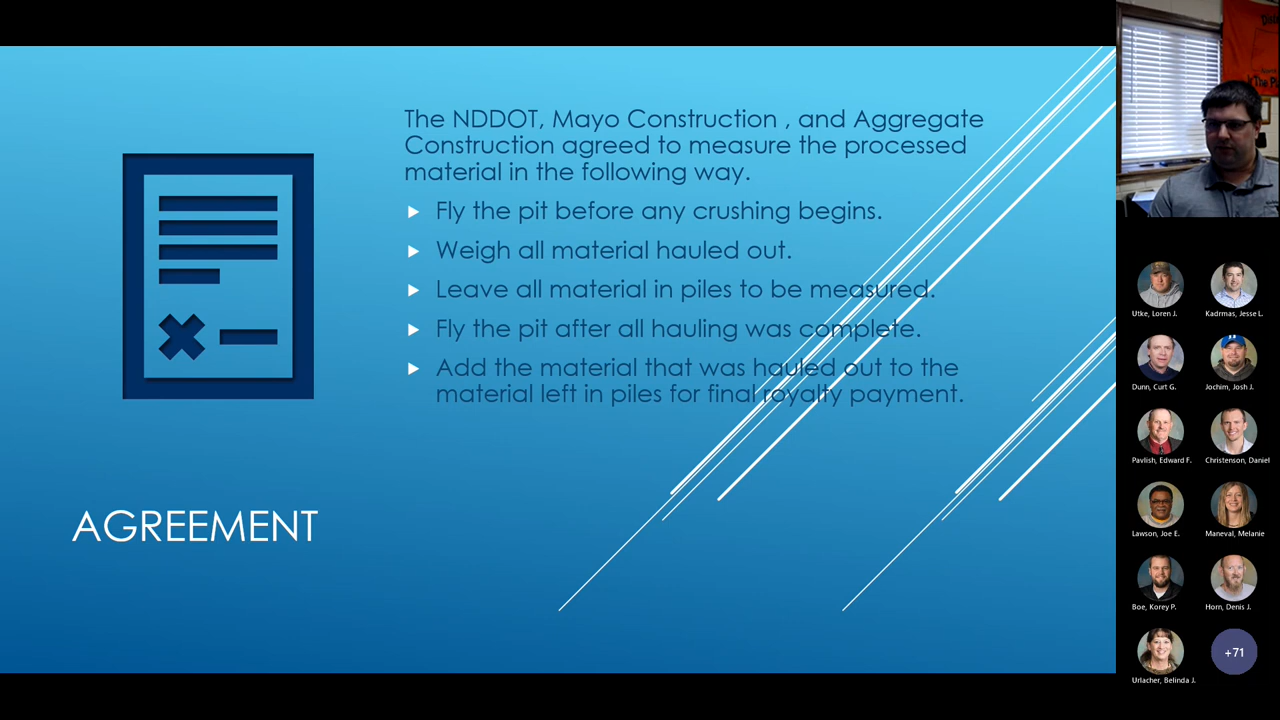 The NDDOT, Mayo Construction , and Aggregate
Construction agreed to measure the processed
material in the following way.
Fly the pit before any crushing begins.
Weigh all material hauled out.
Leave all material in piles to be measured.
Fly the pit after all hauling was complete.
Add the material that was hauled out to the
material left in piles for final royalty payment.
AGREEMENT
Utke, Loren J.
Kadrmas, Jesse L.
Dunn, Curt G.
Jochim, Josh J.
Pavlish, Edward F.
Christenson, Daniel
Lawson, Joe E.
Maneval, Melanie
Boe, Korey P.
Horn, Denis J.
Urlacher, Belinda J.
+71